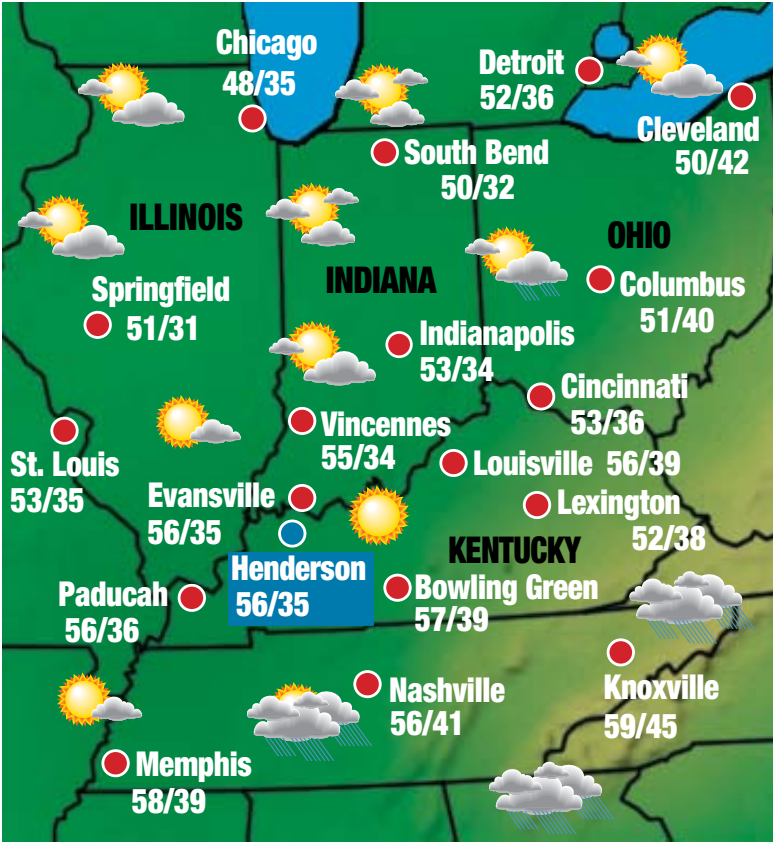 Chicago
48/35
Detroit
52/36
Cleveland
50/42
South Bend
50/32
ILLINOIS
OHIO
INDIANA
Springfield
51/31
Columbus
51/40
Indianapolis
53/34
Cincinnati
53/36
Vincennes
55/34
St. Louis
53/35
Louisville 56/39
Evansville
56/35
Lexington
52/38
KENTUCKY
Henderson
56/35
Paducah
56/36
Bowling Green
57/39
Nashville
56/41
Knoxville
59/45
Memphis
58/39